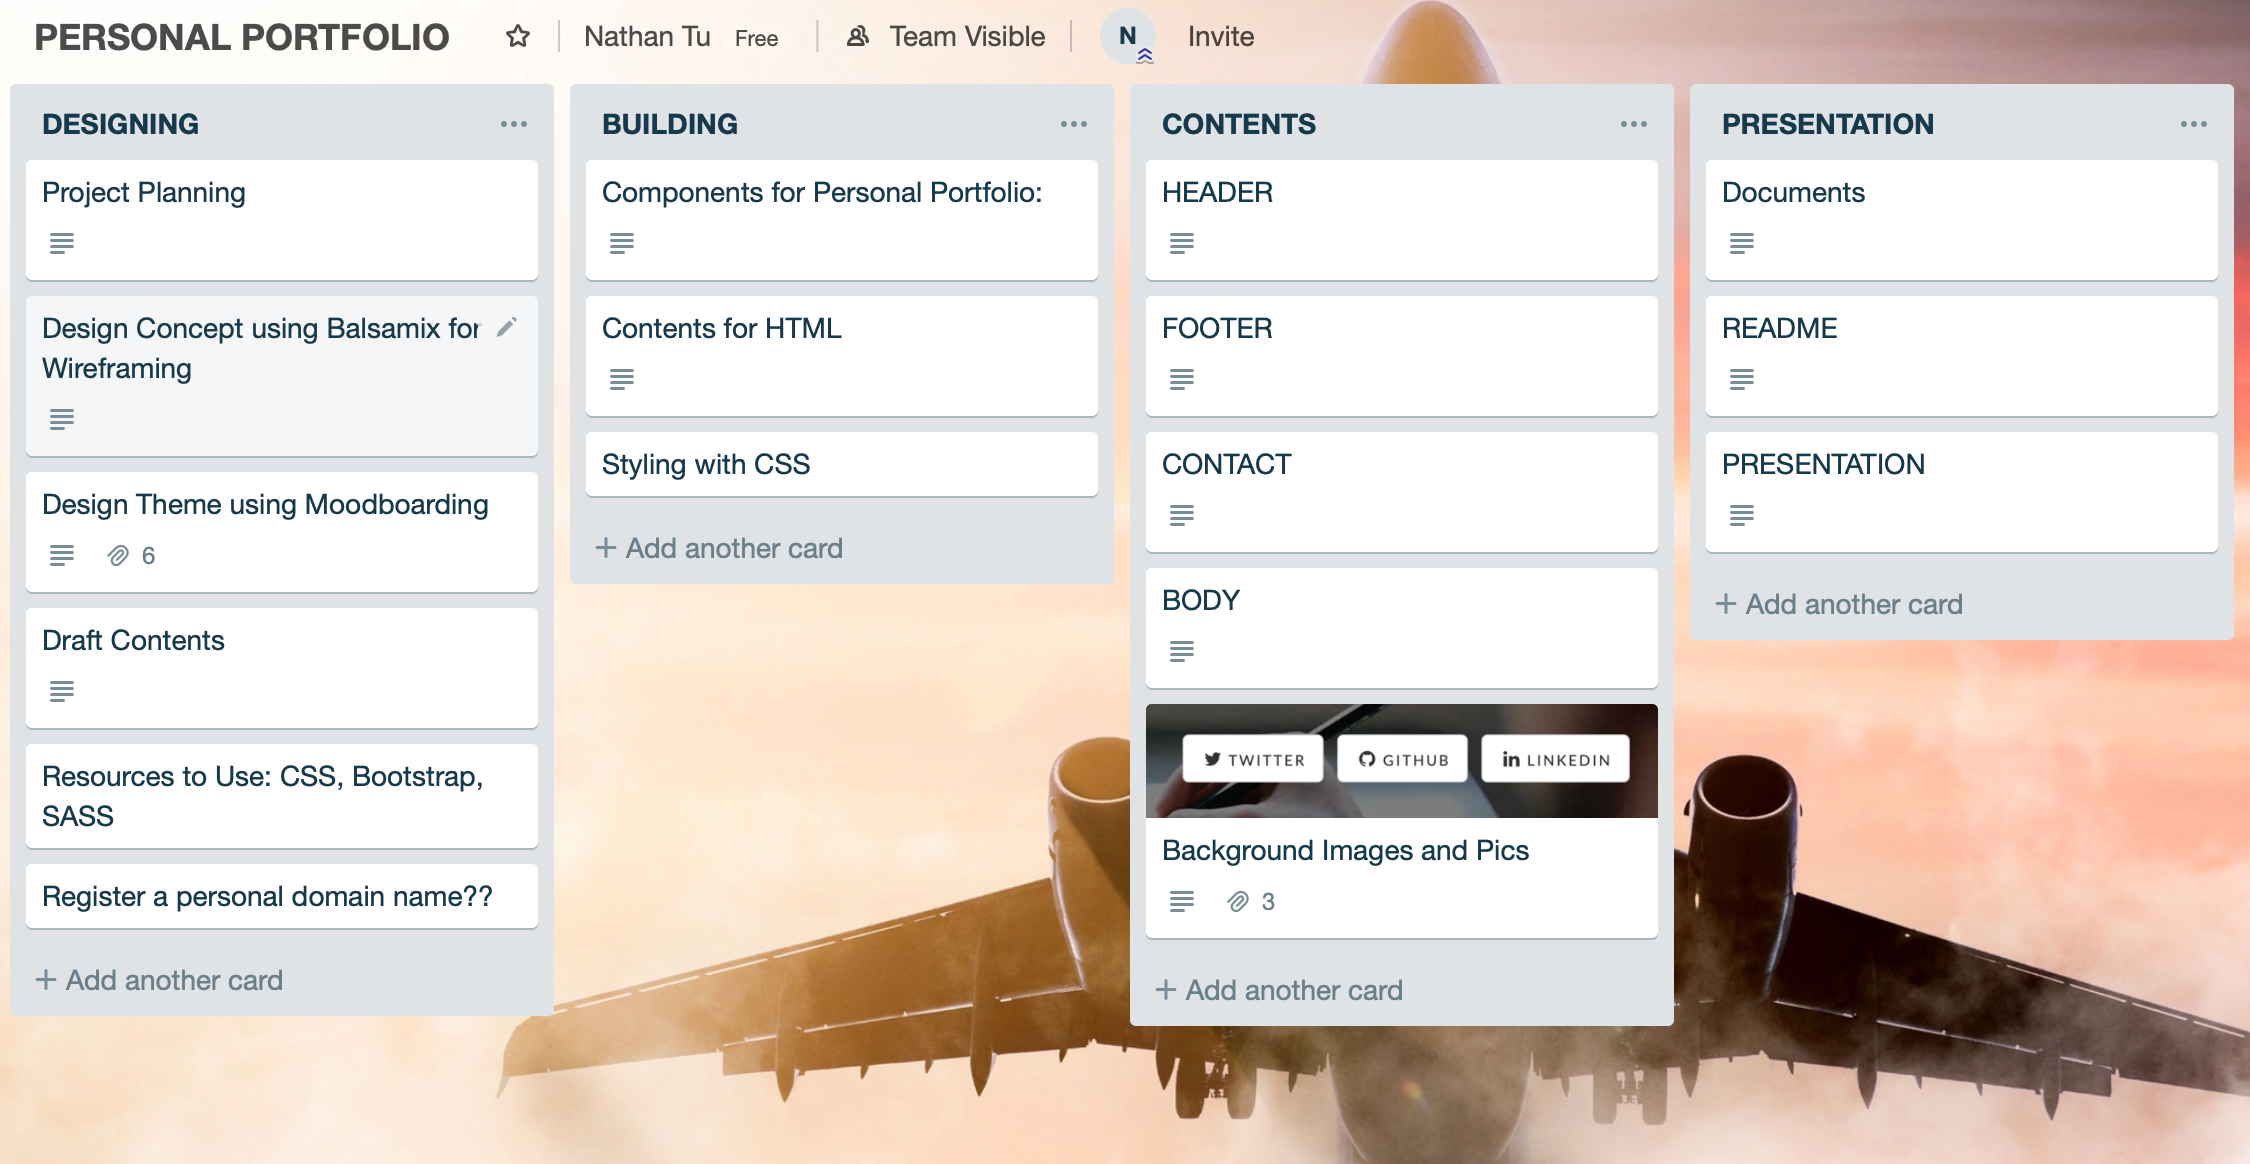 PERSONAL PORTFOLIO
Nathan Tu Free
Team Visible
N
Invite
DESIGNING
Project Planning
Design Concept using Balsamix for
Wireframing
Design Theme using Moodboarding
6
Draft Contents
Resources to Use: CSS, Bootstrap,
SASS
Register a personal domain name??
+ Add another card
BUILDING
Components for Personal Portfolio:
Contents for HTML
Styling with CSS
+ Add another card
CONTENTS
HEADER
FOOTER
CONTACT
BODY
TWITTER
GITHUB
in LINKEDIN
Background Images and Pics
3
+ Add another card
PRESENTATION
Documents
README
PRESENTATION
+ Add another card